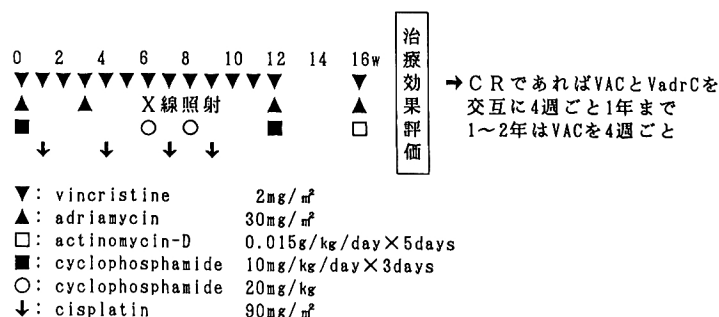 0 2 4 6 8 10 12 14 16w
▼ ▼ ▼ ▼ ▼ ▼ ▼ ▼ ▼ ▼ ▼ ▼ ▼ ▼
▲ ▲ X線照射 ▲ ▲
■ ○ ○ ■ □
↓ ↓ ↓ ↓
治療効果評価
→CRであればVACとVadrCを
交互に4週ごと1年まで
1～2年はVACを4週ごと
▼: vincristine 2mg/㎡
▲: adriamycin 30mg/㎡
□: actinomycin-D 0.015g/kg/day×5days
■: cyclophosphamide 10mg/kg/day×3days
○: cyclophosphamide 20mg/kg
↓: cisplatin 90mg/㎡